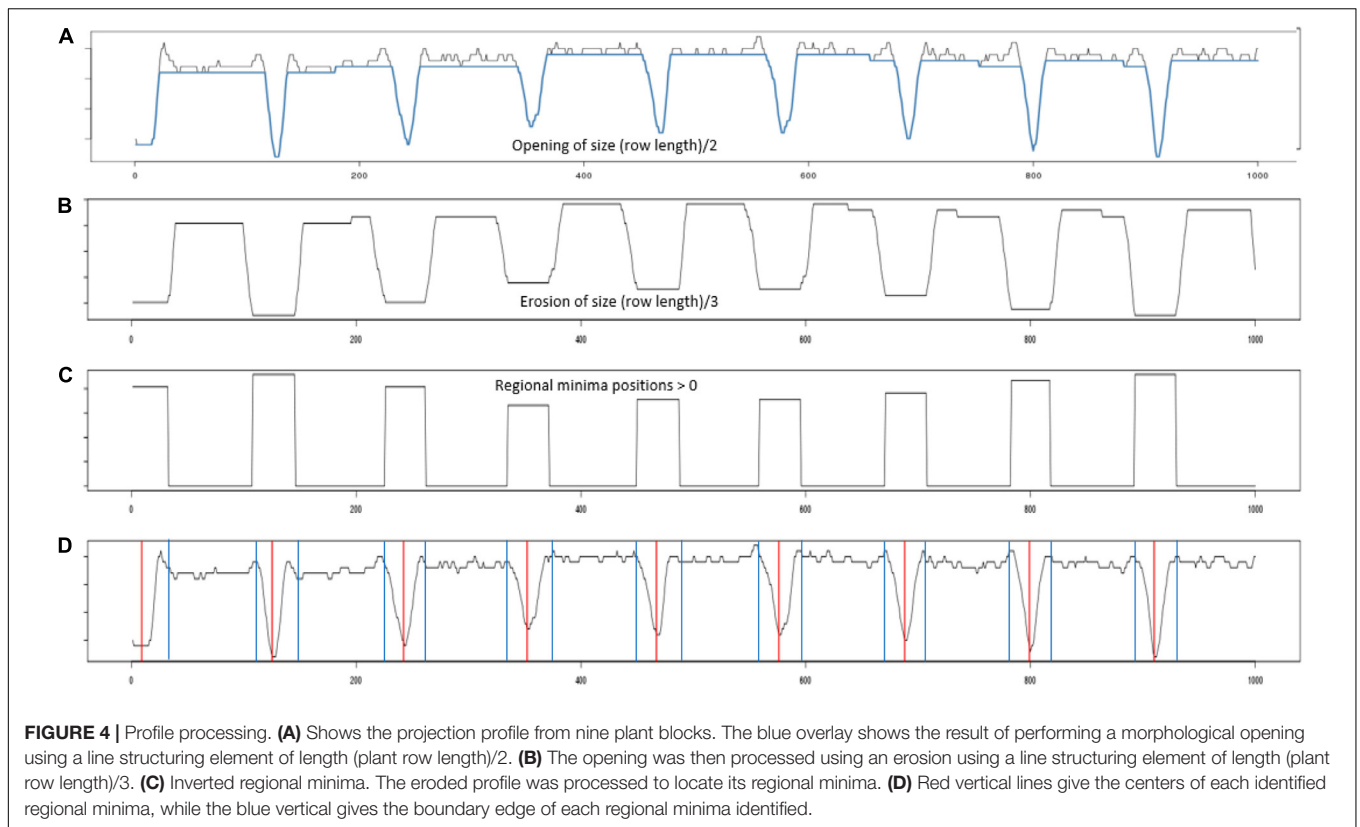 A
Opening of size (row length)/2
0 200 400 600 800 1000
B
Erosion of size (row length)/3
0 200 400 600 800 1000
C
Regional minima positions > 0
0 200 400 600 800 1000
D
0 200 400 600 800 1000
FIGURE 4 | Profile processing. (A) Shows the projection profile from nine plant blocks. The blue overlay shows the result of performing a morphological opening
using a line structuring element of length (plant row length)/2. (B) The opening was then processed using an erosion using a line structuring element of length (plant
row length)/3. (C) Inverted regional minima. The eroded profile was processed to locate its regional minima. (D) Red vertical lines give the centers of each identified
regional minima, while the blue vertical gives the boundary edge of each regional minima identified.